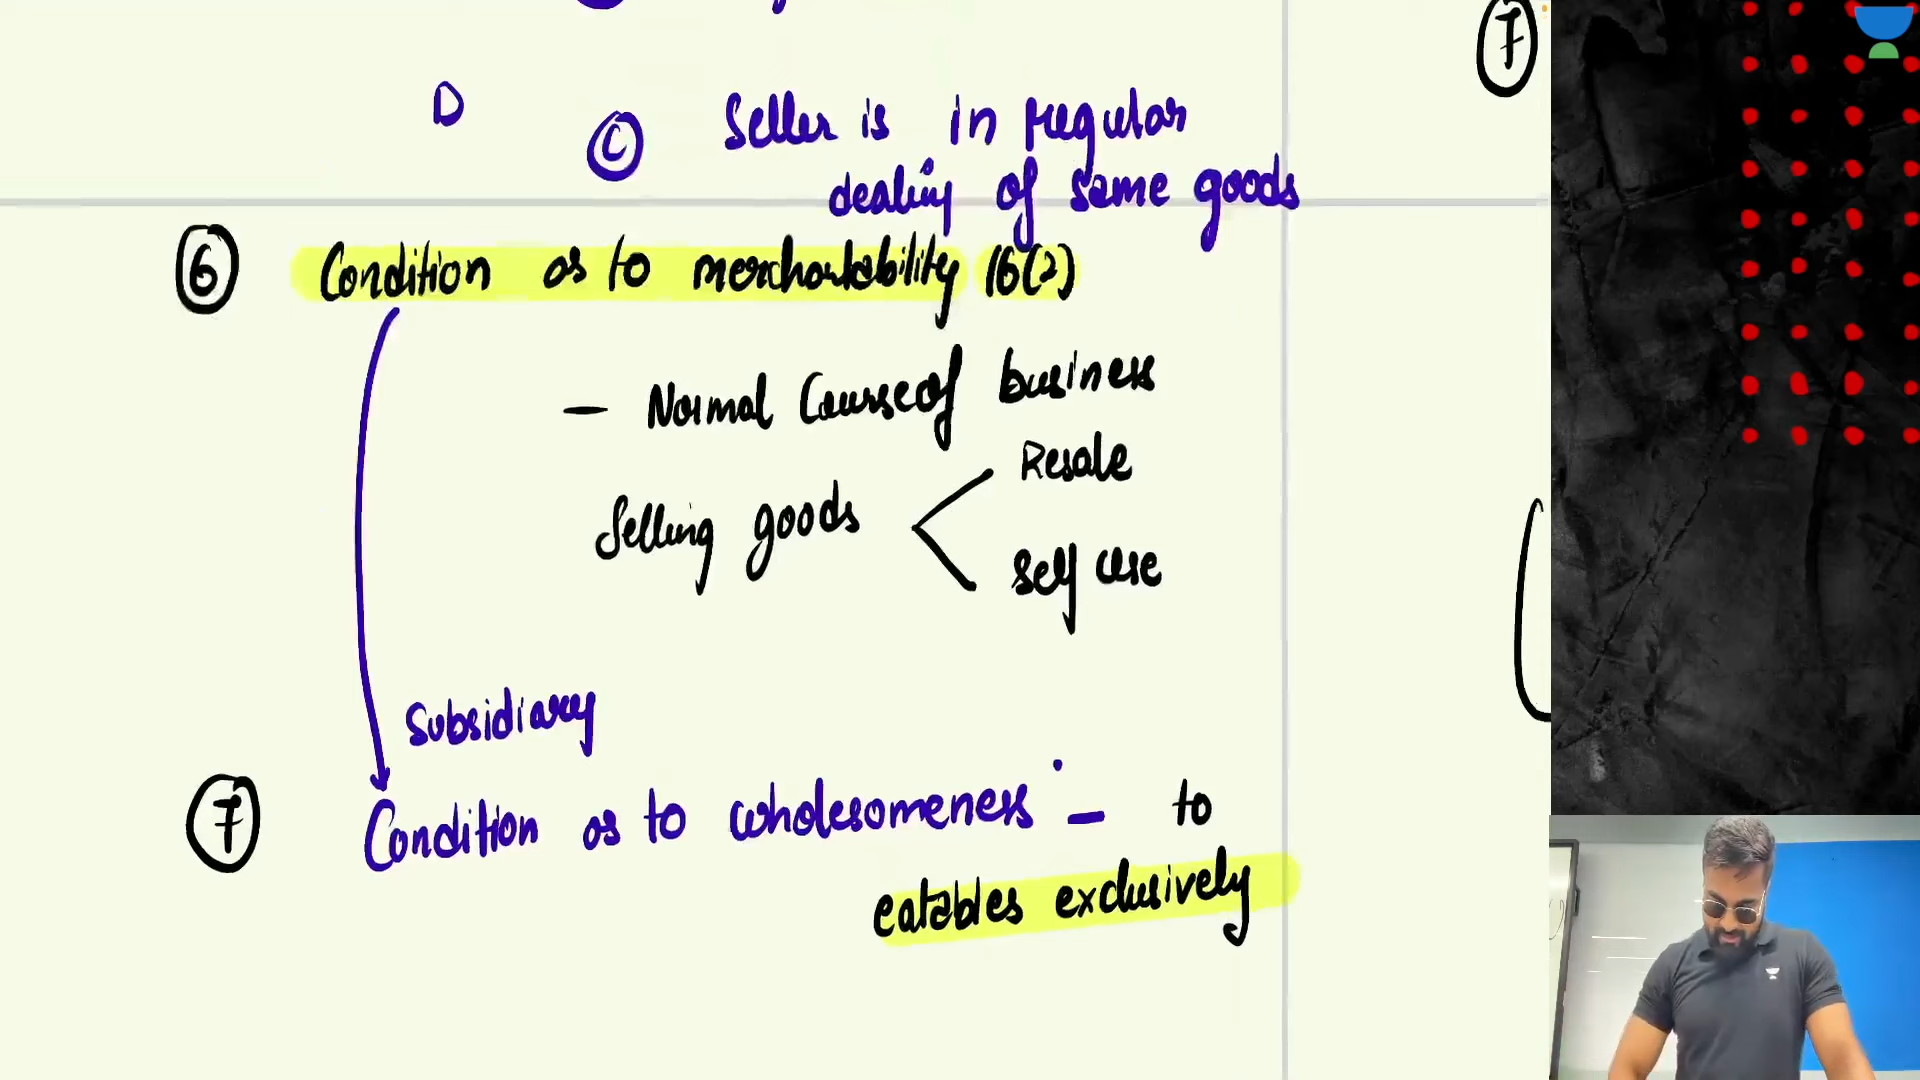 7
D
C Seller is in regular
dealing of same goods
6 Condition as to merchantability 16(2)
- Normal Course of business
Resale
Selling goods
Self use
Subsidiary
7 Condition as to wholesomeness - to
eatables exclusively